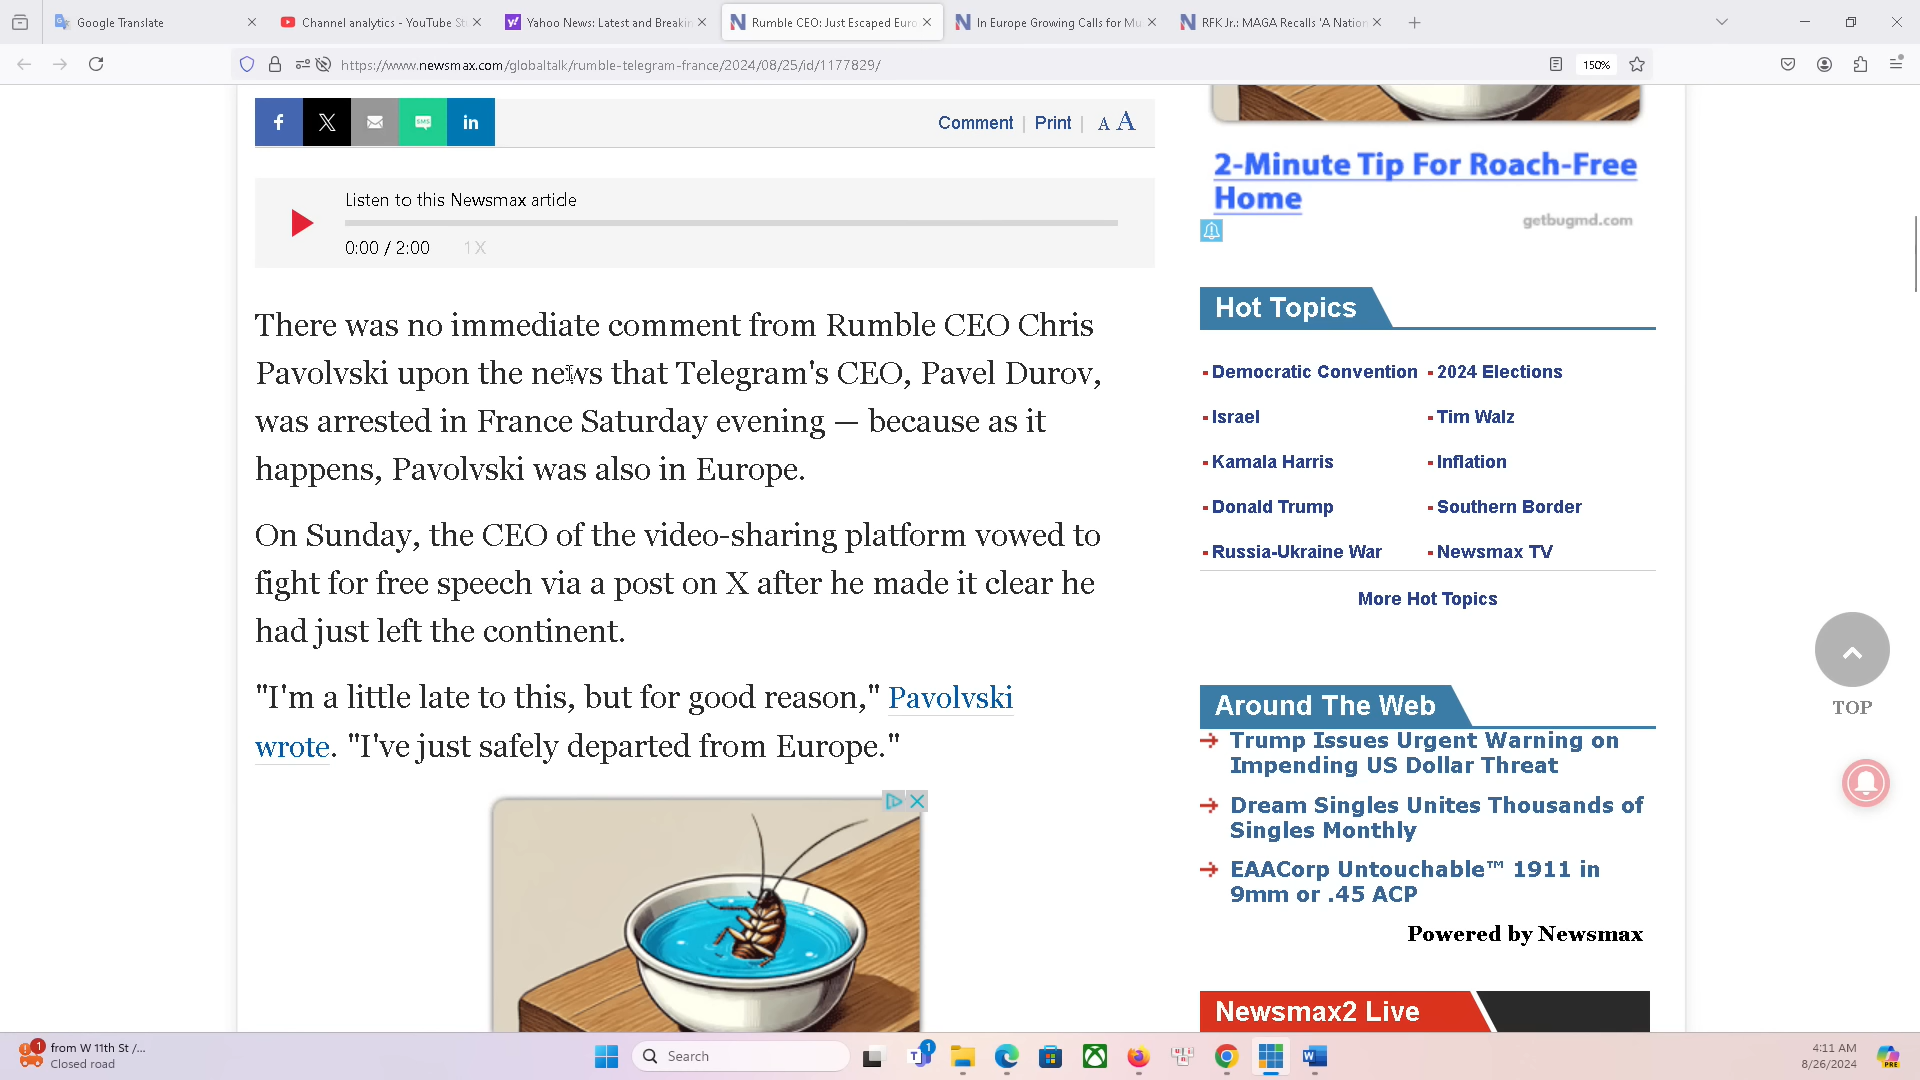 Google Translate
Channel analytics - YouTube St
Yahoo News: Latest and Breakin
Rumble CEO: Just Escaped Euro
In Europe Growing Calls for Mu
RFK Jr.: MAGA Recalls 'A Nation
https://www.newsmax.com/globaltalk/rumble-telegram-france/2024/08/25/id/1177829/
150%
f X SMS in
Comment | Print | A A
Listen to this Newsmax article
0:00 / 2:00 1X
There was no immediate comment from Rumble CEO Chris
Pavolvski upon the news that Telegram's CEO, Pavel Durov,
was arrested in France Saturday evening — because as it
happens, Pavolvski was also in Europe.
On Sunday, the CEO of the video-sharing platform vowed to
fight for free speech via a post on X after he made it clear he
had just left the continent.
"I'm a little late to this, but for good reason," Pavolvski
wrote. "I've just safely departed from Europe."
2-Minute Tip For Roach-Free
Home
getbugmd.com
Hot Topics
Democratic Convention
2024 Elections
Israel
Tim Walz
Kamala Harris
Inflation
Donald Trump
Southern Border
Russia-Ukraine War
Newsmax TV
More Hot Topics
Around The Web
Trump Issues Urgent Warning on
Impending US Dollar Threat
Dream Singles Unites Thousands of
Singles Monthly
EAACorp Untouchable™ 1911 in
9mm or .45 ACP
Powered by Newsmax
Newsmax2 Live
TOP
1
from W 11th St /...
Closed road
Search
T 1
W
4:11 AM
8/26/2024
PRE